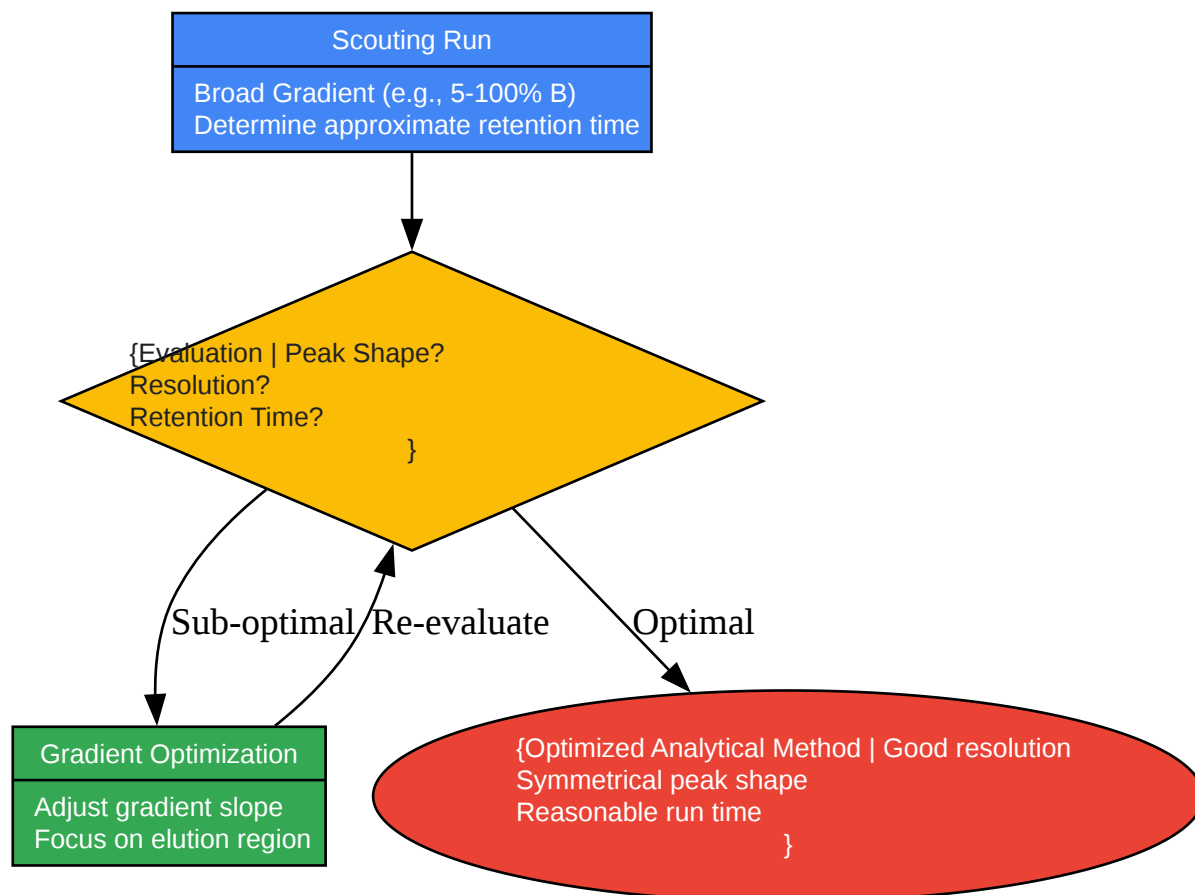 Scouting Run
Broad Gradient (e.g., 5-100% B)
Determine approximate retention time
{Evaluation | Peak Shape?
Resolution?
Retention Time?
}
Sub-optimal
Re-evaluate
Optimal
Gradient Optimization
Adjust gradient slope
Focus on elution region
{Optimized Analytical Method | Good resolution
Symmetrical peak shape
Reasonable run time
}